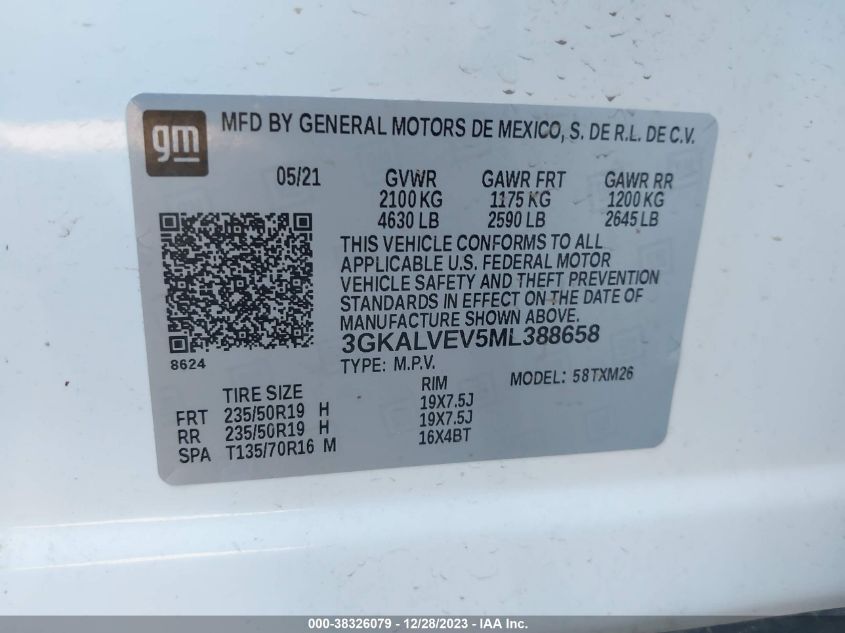 gm
MFD BY GENERAL MOTORS DE MEXICO, S. DE R.L. DE C.V.
05/21 GVWR GAWR FRT GAWR RR
2100 KG 1175 KG 1200 KG
4630 LB 2590 LB 2645 LB
THIS VEHICLE CONFORMS TO ALL
APPLICABLE U.S. FEDERAL MOTOR
VEHICLE SAFETY AND THEFT PREVENTION
STANDARDS IN EFFECT ON THE DATE OF
MANUFACTURE SHOWN ABOVE.
3GKALVEV5ML388658
8624
TYPE: M.P.V. MODEL: 58TXM26
TIRE SIZE RIM
FRT 235/50R19 H 19X7.5J
RR 235/50R19 H 19X7.5J
SPA T135/70R16 M 16X4BT
000-38326079 - 12/28/2023 - IAAI.com, Inc.